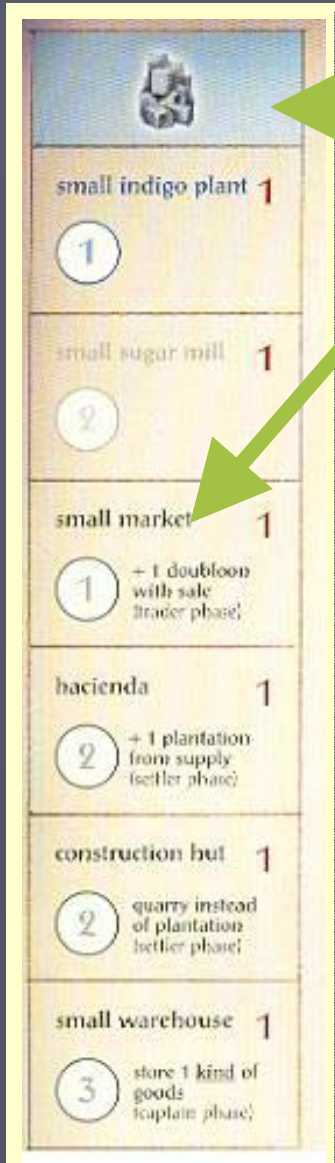 small indigo plant 1
1
small sugar mill 1
2
small market 1
1
+ 1 doubloon
with sale
(trader phase)
hacienda 1
2
+ 1 plantation
from supply
(settler phase)
construction hut 1
2
quarry instead
of plantation
(settler phase)
small warehouse 1
3
store 1 kind of
goods
(captain phase)